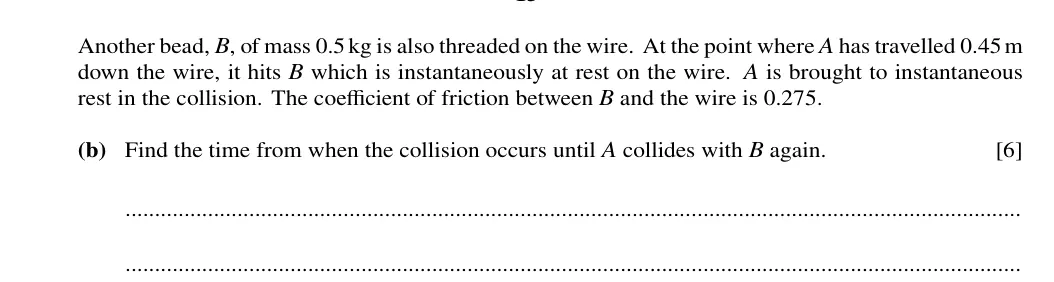 Another bead, B, of mass 0.5 kg is also threaded on the wire. At the point where A has travelled 0.45 m
down the wire, it hits B which is instantaneously at rest on the wire. A is brought to instantaneous
rest in the collision. The coefficient of friction between B and the wire is 0.275.
(b) Find the time from when the collision occurs until A collides with B again. [6]